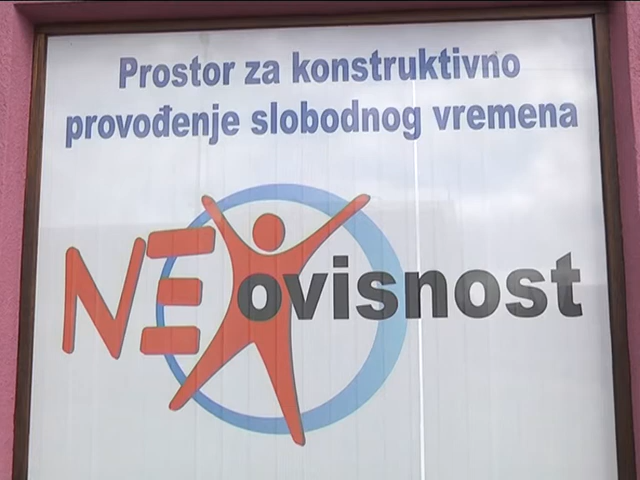 Prostor za konstruktivno
provođenje slobodnog vremena
NEovisnost